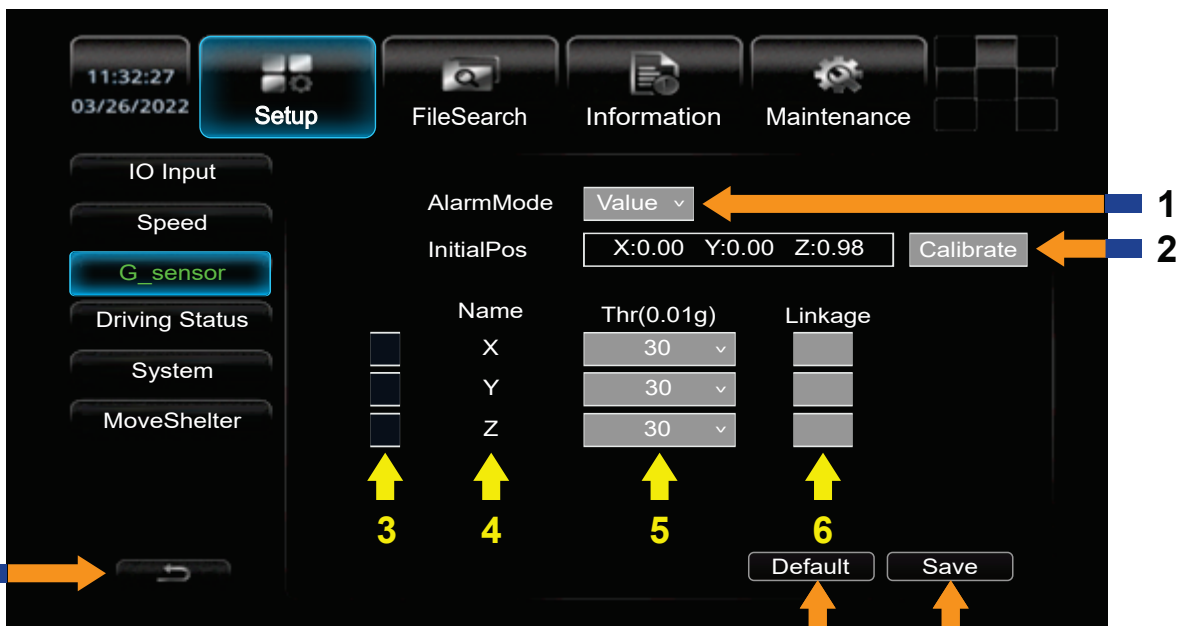 11:32:27
03/26/2022
Setup
FileSearch
Information
Maintenance
IO Input
Speed
G_sensor
Driving Status
System
MoveShelter
AlarmMode
Value
1
InitialPos
X:0.00 Y:0.00 Z:0.98
Calibrate
2
Name
Thr(0.01g)
Linkage
X
30
Y
30
Z
30
3
4
5
6
Default
Save